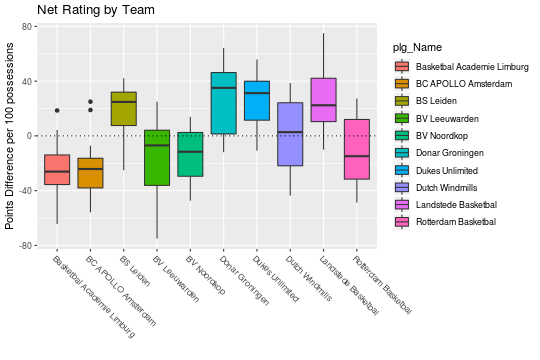 Net Rating by Team
Points Difference per 100 possessions
80
40
0
-40
-80
Basketbal Academie Limburg
BC APOLLO Amsterdam
BS Leiden
BV Leeuwarden
BV Noordkop
Donar Groningen
Dukes Unlimited
Dutch Windmills
Landstede Basketbal
Rotterdam Basketbal
plg_Name
Basketbal Academie Limburg
BC APOLLO Amsterdam
BS Leiden
BV Leeuwarden
BV Noordkop
Donar Groningen
Dukes Unlimited
Dutch Windmills
Landstede Basketbal
Rotterdam Basketbal